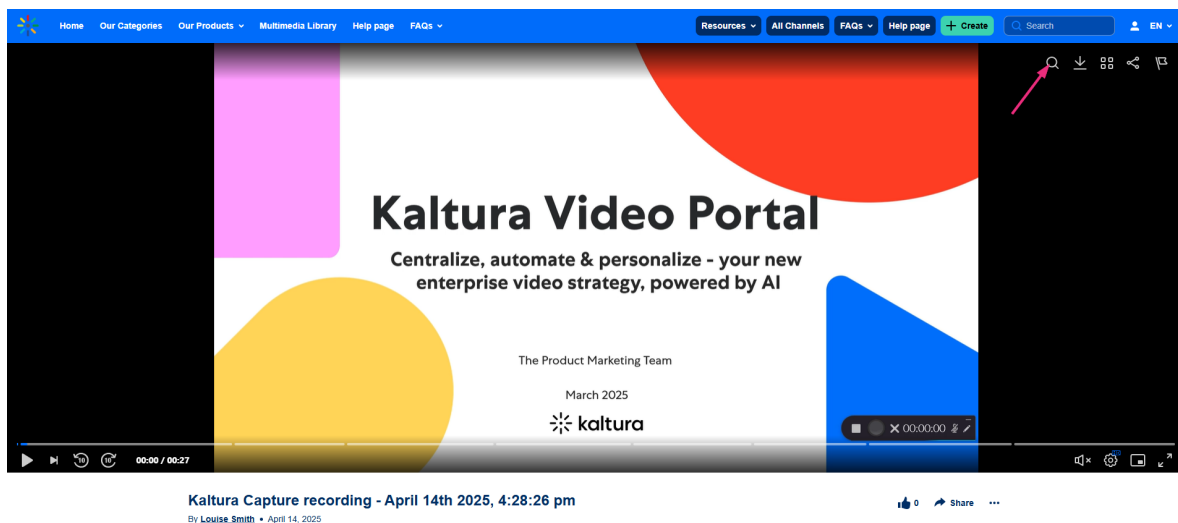 Home Our Categories Our Products Multimedia Library Help page FAQs Resources All Channels FAQs Help page + Create Search EN
Kaltura Video Portal
Centralize, automate & personalize - your new
enterprise video strategy, powered by AI
The Product Marketing Team
March 2025
kaltura
00:00:00
10 10 00:00 / 00:27
Kaltura Capture recording - April 14th 2025, 4:28:26 pm
0 Share
By Louise Smith • April 14, 2025